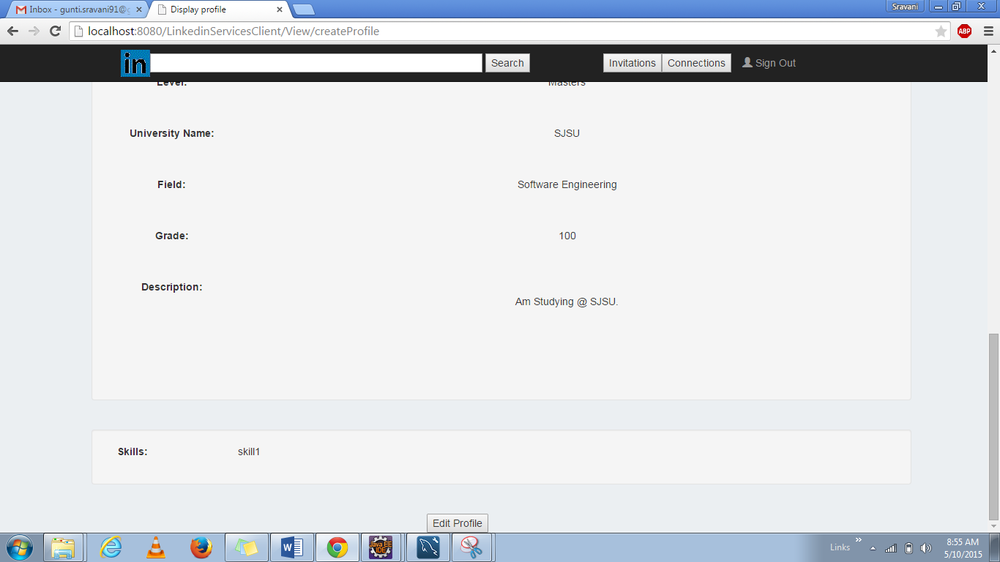 Inbox - gunti.sravani91@g
Display profile
Sravani
localhost:8080/LinkedinServicesClient/View/createProfile
ABP
in
Search
Invitations
Connections
Sign Out
Level:
Masters
University Name:
SJSU
Field:
Software Engineering
Grade:
100
Description:
Am Studying @ SJSU.
Skills:
skill1
Edit Profile
W
Java EE
IDE
Links
8:55 AM
5/10/2015